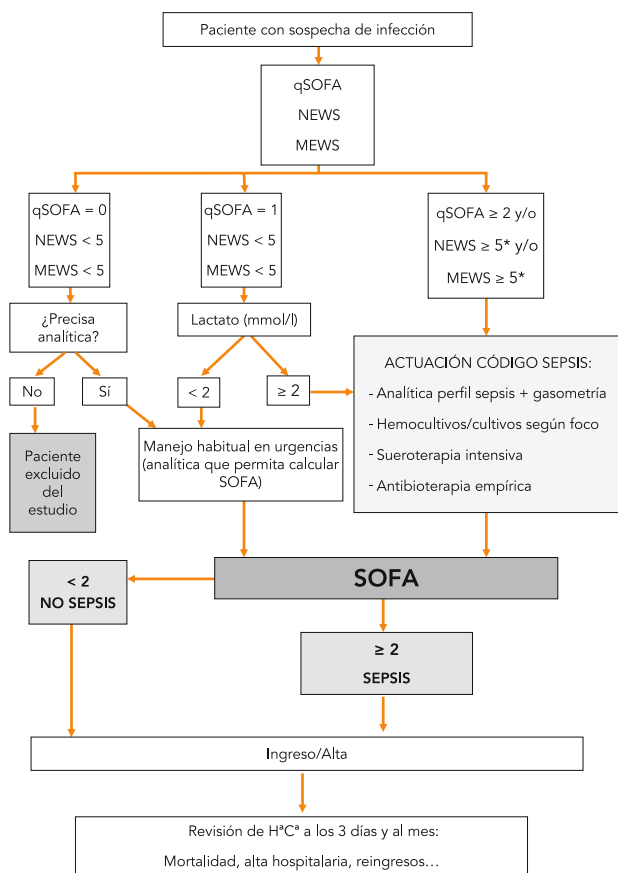 Paciente con sospecha de infección
qSOFA
NEWS
MEWS
qSOFA = 0
NEWS < 5
MEWS < 5
qSOFA = 1
NEWS < 5
MEWS < 5
qSOFA ≥ 2 y/o
NEWS ≥ 5* y/o
MEWS ≥ 5*
¿Precisa
analítica?
Lactato (mmol/l)
No
Sí
< 2
≥ 2
ACTUACIÓN CÓDIGO SEPSIS:
- Analítica perfil sepsis + gasometría
- Hemocultivos/cultivos según foco
- Sueroterapia intensiva
- Antibioterapia empírica
Paciente
excluido
del
estudio
Manejo habitual en urgencias
(analítica que permita calcular
SOFA)
SOFA
< 2
NO SEPSIS
≥ 2
SEPSIS
Ingreso/Alta
Revisión de HªCª a los 3 días y al mes:
Mortalidad, alta hospitalaria, reingresos…